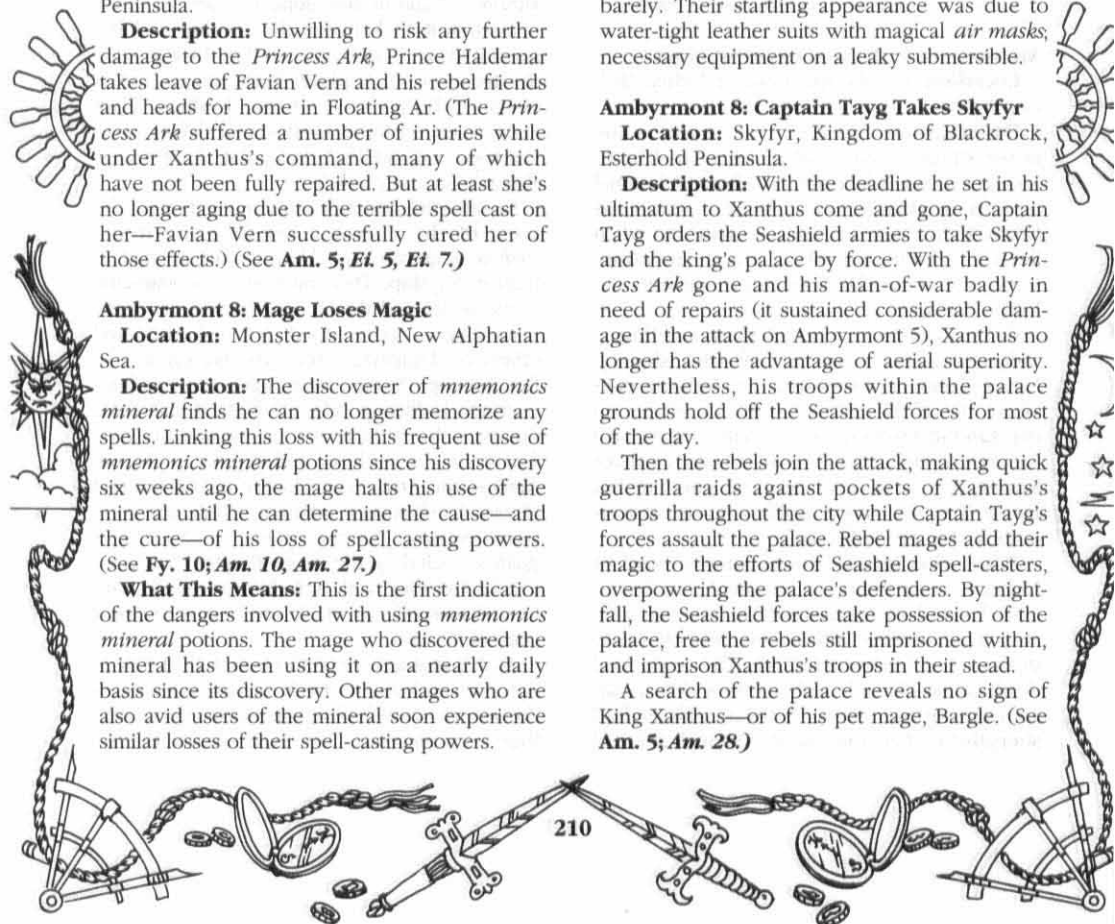 Peninsula.
Description: Unwilling to risk any further
damage to the Princess Ark, Prince Haldemar
takes leave of Favian Vern and his rebel friends
and heads for home in Floating Ar. (The Prin-
cess Ark suffered a number of injuries while
under Xanthus's command, many of which
have not been fully repaired. But at least she's
no longer aging due to the terrible spell cast on
her—Favian Vern successfully cured her of
those effects.) (See Am. 5; Ei. 5, Ei. 7.)
Ambyrmont 8: Mage Loses Magic
Location: Monster Island, New Alphatian
Sea.
Description: The discoverer of mnemonics
mineral finds he can no longer memorize any
spells. Linking this loss with his frequent use of
mnemonics mineral potions since his discovery
six weeks ago, the mage halts his use of the
mineral until he can determine the cause—and
the cure—of his loss of spellcasting powers.
(See Fy. 10; Am. 10, Am. 27.)
What This Means: This is the first indication
of the dangers involved with using mnemonics
mineral potions. The mage who discovered the
mineral has been using it on a nearly daily
basis since its discovery. Other mages who are
also avid users of the mineral soon experience
similar losses of their spell-casting powers.
barely. Their startling appearance was due to
water-tight leather suits with magical air masks;
necessary equipment on a leaky submersible.
Ambyrmont 8: Captain Tayg Takes Skyfyr
Location: Skyfyr, Kingdom of Blackrock,
Esterhold Peninsula.
Description: With the deadline he set in his
ultimatum to Xanthus come and gone, Captain
Tayg orders the Seashield armies to take Skyfyr
and the king's palace by force. With the Prin-
cess Ark gone and his man-of-war badly in
need of repairs (it sustained considerable dam-
age in the attack on Ambyrmont 5), Xanthus no
longer has the advantage of aerial superiority.
Nevertheless, his troops within the palace
grounds hold off the Seashield forces for most
of the day.
Then the rebels join the attack, making quick
guerrilla raids against pockets of Xanthus's
troops throughout the city while Captain Tayg's
forces assault the palace. Rebel mages add their
magic to the efforts of Seashield spell-casters,
overpowering the palace's defenders. By night-
fall, the Seashield forces take possession of the
palace, free the rebels still imprisoned within,
and imprison Xanthus's troops in their stead.
A search of the palace reveals no sign of
King Xanthus—or of his pet mage, Bargle. (See
Am. 5; Am. 28.)
210